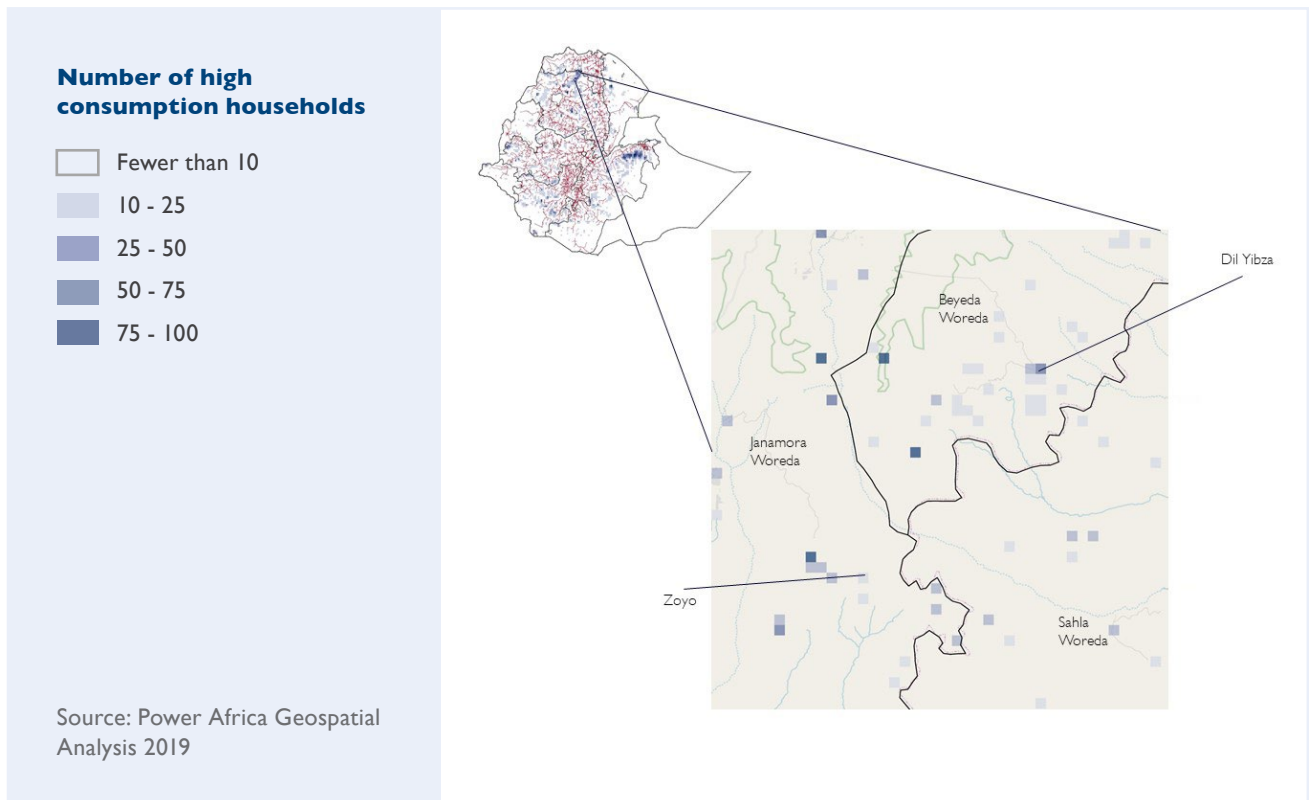 Number of high
consumption households
Fewer than 10
10 - 25
25 - 50
50 - 75
75 - 100
Source: Power Africa Geospatial
Analysis 2019
Dil Yibza
Beyeda
Woreda
Janamora
Woreda
Zoyo
Sahla
Woreda